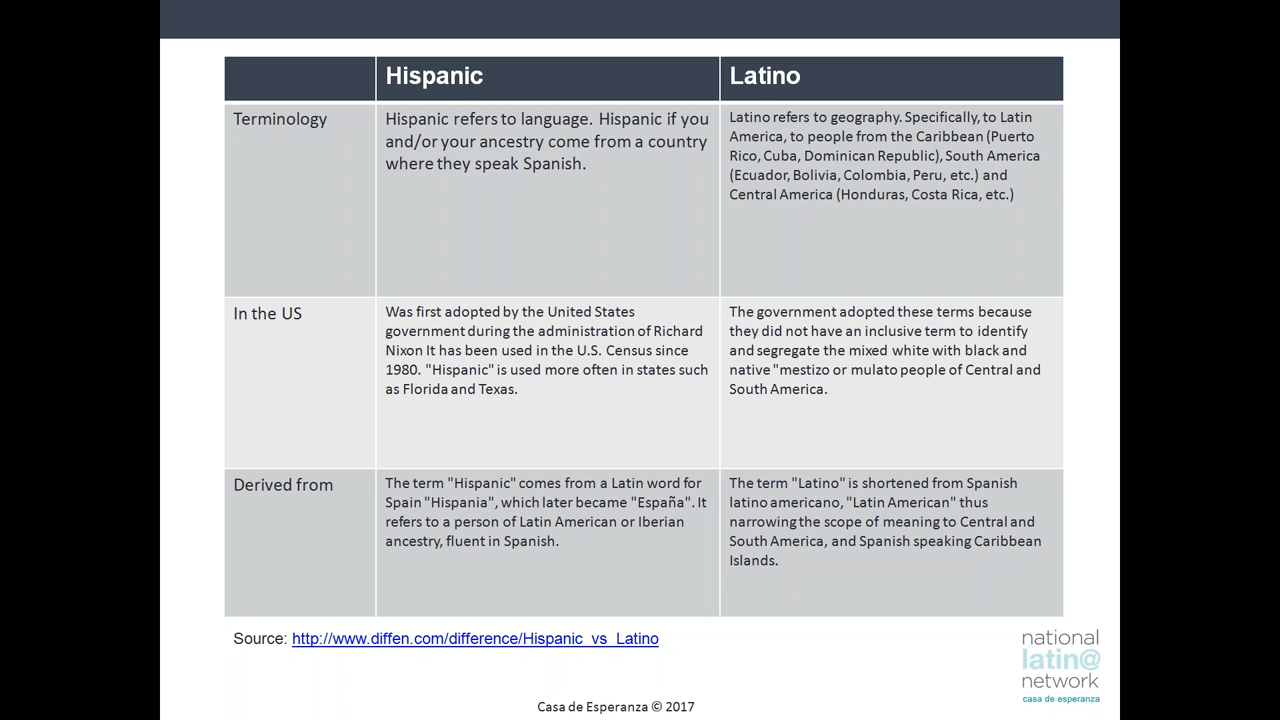 Hispanic
Latino
Terminology
Hispanic refers to language. Hispanic if you
and/or your ancestry come from a country
where they speak Spanish.
Latino refers to geography. Specifically, to Latin
America, to people from the Caribbean (Puerto
Rico, Cuba, Dominican Republic), South America
(Ecuador, Bolivia, Colombia, Peru, etc.) and
Central America (Honduras, Costa Rica, etc.)
In the US
Was first adopted by the United States
government during the administration of Richard
Nixon It has been used in the U.S. Census since
1980. "Hispanic" is used more often in states such
as Florida and Texas.
The government adopted these terms because
they did not have an inclusive term to identify
and segregate the mixed white with black and
native "mestizo or mulato people of Central and
South America.
Derived from
The term "Hispanic" comes from a Latin word for
Spain "Hispania", which later became "España". It
refers to a person of Latin American or Iberian
ancestry, fluent in Spanish.
The term "Latino" is shortened from Spanish
latino americano, "Latin American" thus
narrowing the scope of meaning to Central and
South America, and Spanish speaking Caribbean
Islands.
Source: http://www.diffen.com/difference/Hispanic_vs_Latino
national
latin@
network
casa de esperanza
Casa de Esperanza © 2017